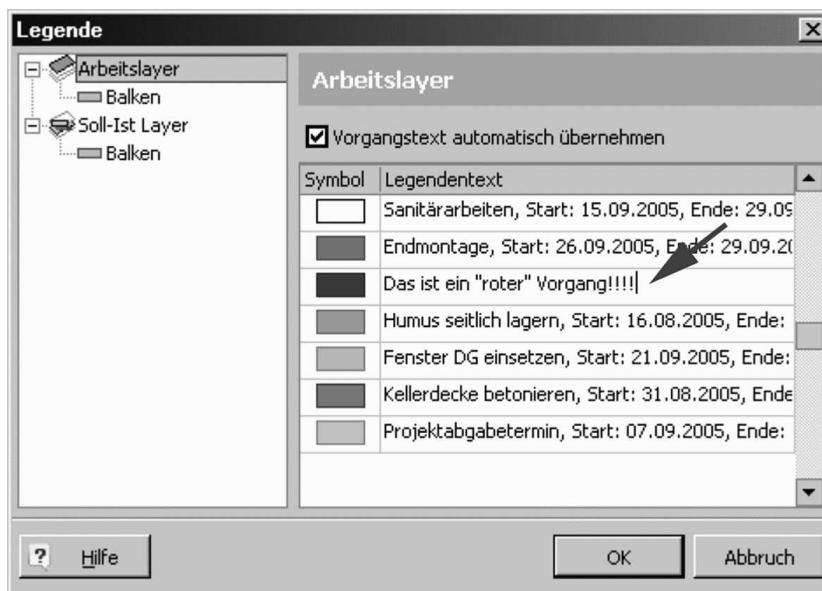 Legende
Arbeitslayer
Balken
Soll-Ist Layer
Balken
Arbeitslayer
Vorgangstext automatisch übernehmen
Symbol Legendentext
Sanitärarbeiten, Start: 15.09.2005, Ende: 29.09
Endmontage, Start: 26.09.2005, Ende: 29.09.20
Das ist ein "roter" Vorgang!!!!
Humus seitlich lagern, Start: 16.08.2005, Ende:
Fenster DG einsetzen, Start: 21.09.2005, Ende:
Kellerdecke betonieren, Start: 31.08.2005, Ende
Projektabgabetermin, Start: 07.09.2005, Ende:
? Hilfe
OK
Abbruch